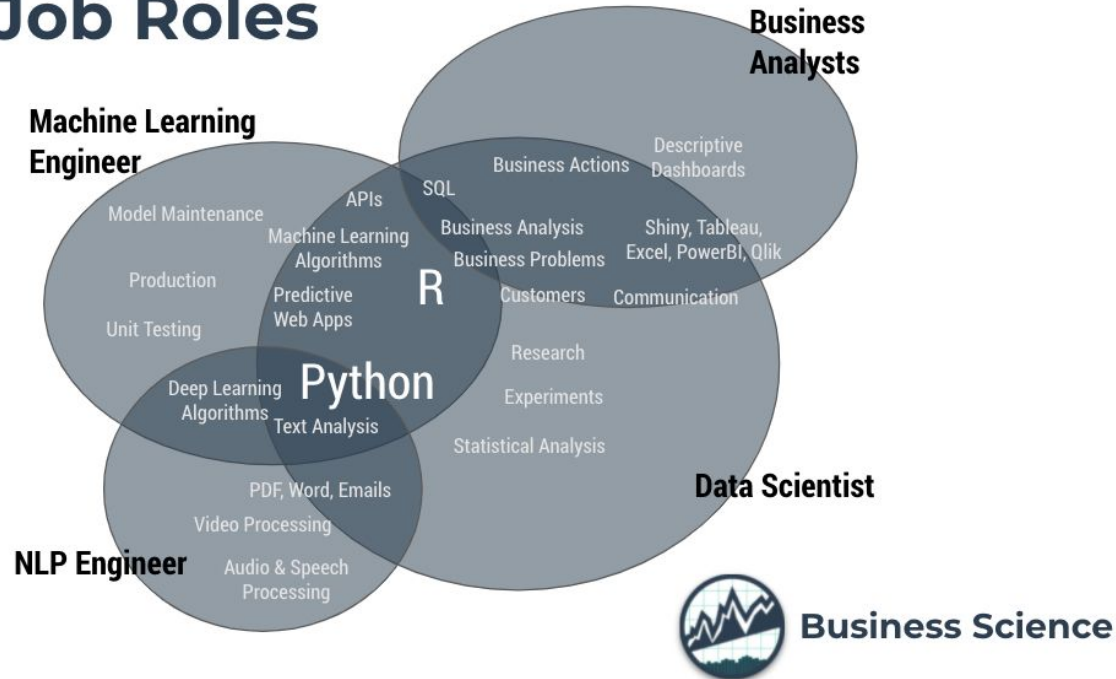 Job Roles
Business
Analysts
Machine Learning
Engineer
Descriptive
Dashboards
Business Actions
SQL
APIs
Model Maintenance
Business Analysis
Shiny, Tableau,
Excel, PowerBI, Qlik
Machine Learning
Algorithms
Business Problems
R
Production
Predictive
Web Apps
Customers
Communication
Unit Testing
Research
Python
Deep Learning
Algorithms
Experiments
Text Analysis
Statistical Analysis
Data Scientist
PDF, Word, Emails
Video Processing
NLP Engineer
Audio & Speech
Processing
Business Science